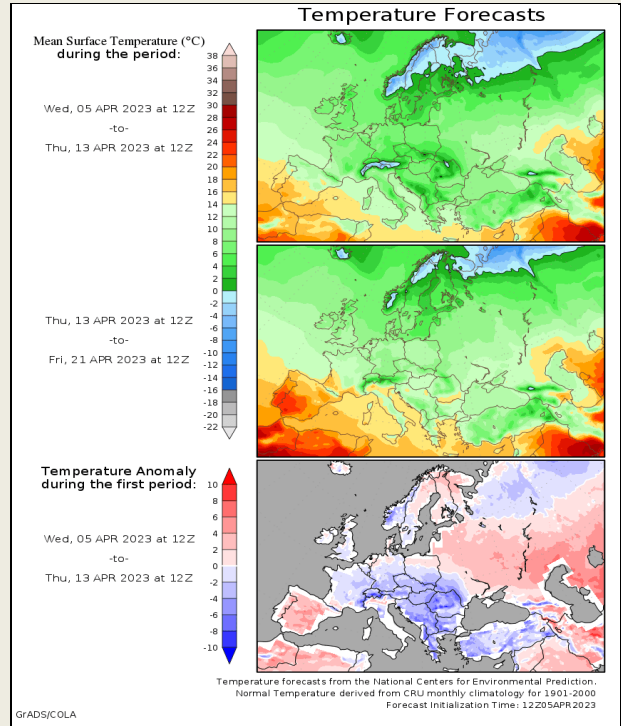 Temperature Forecasts
Mean Surface Temperature (°C)
during the period:
38
36
34
32
30
28
26
24
22
20
18
16
14
12
10
8
6
4
2
0
-2
-4
-6
-8
-10
-12
-14
-16
-18
-20
-22
Wed, 05 APR 2023 at 12Z
-to-
Thu, 13 APR 2023 at 12Z
Thu, 13 APR 2023 at 12Z
-to-
Fri, 21 APR 2023 at 12Z
Temperature Anomaly
during the first period:
10
8
6
4
2
0
-2
-4
-6
-8
-10
Wed, 05 APR 2023 at 12Z
-to-
Thu, 13 APR 2023 at 12Z
Temperature forecasts from the National Centers for Environmental Prediction.
Normal Temperature derived from CRU monthly climatology for 1901-2000
Forecast Initialization Time: 12Z05APR2023
GrADS/COLA